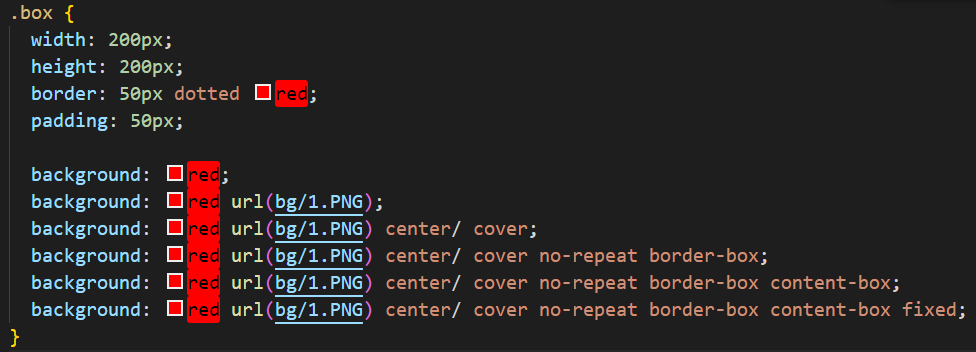 .box {
width: 200px;
height: 200px;
border: 50px dotted red;
padding: 50px;
background: red;
background: red url(bg/1.PNG);
background: red url(bg/1.PNG) center/ cover;
background: red url(bg/1.PNG) center/ cover no-repeat border-box;
background: red url(bg/1.PNG) center/ cover no-repeat border-box content-box;
background: red url(bg/1.PNG) center/ cover no-repeat border-box content-box fixed;
}